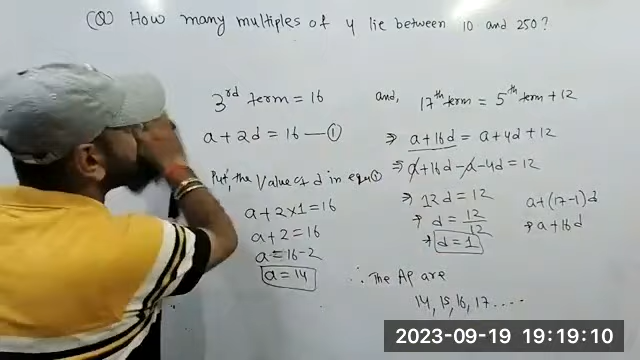 (Q) How many multiples of 4 lie between 10 and 250?
3rd term = 16
a + 2d = 16 — ①
Put, the value of d in equ ①
a + 2×1 = 16
a + 2 = 16
a = 16 - 2
a = 14
and, 17th term = 5th term + 12
⇒ a + 16d = a + 4d + 12
⇒ a + 16d - a - 4d = 12
⇒ 12d = 12
⇒ d = 12/12
⇒ d = 1
a + (17-1)d
⇒ a + 16d
∴ The AP are
14, 15, 16, 17 ....
2023-09-19 19:19:10